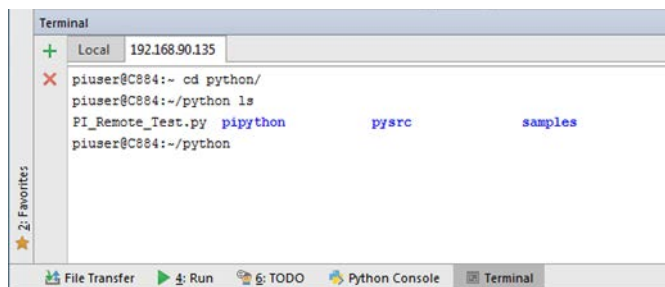 Terminal
Local 192.168.90.135
piuser@C884:~ cd python/
piuser@C884:~/python ls
PI_Remote_Test.py pipython pysrc samples
piuser@C884:~/python
2: Favorites
File Transfer 4: Run 6: TODO Python Console Terminal